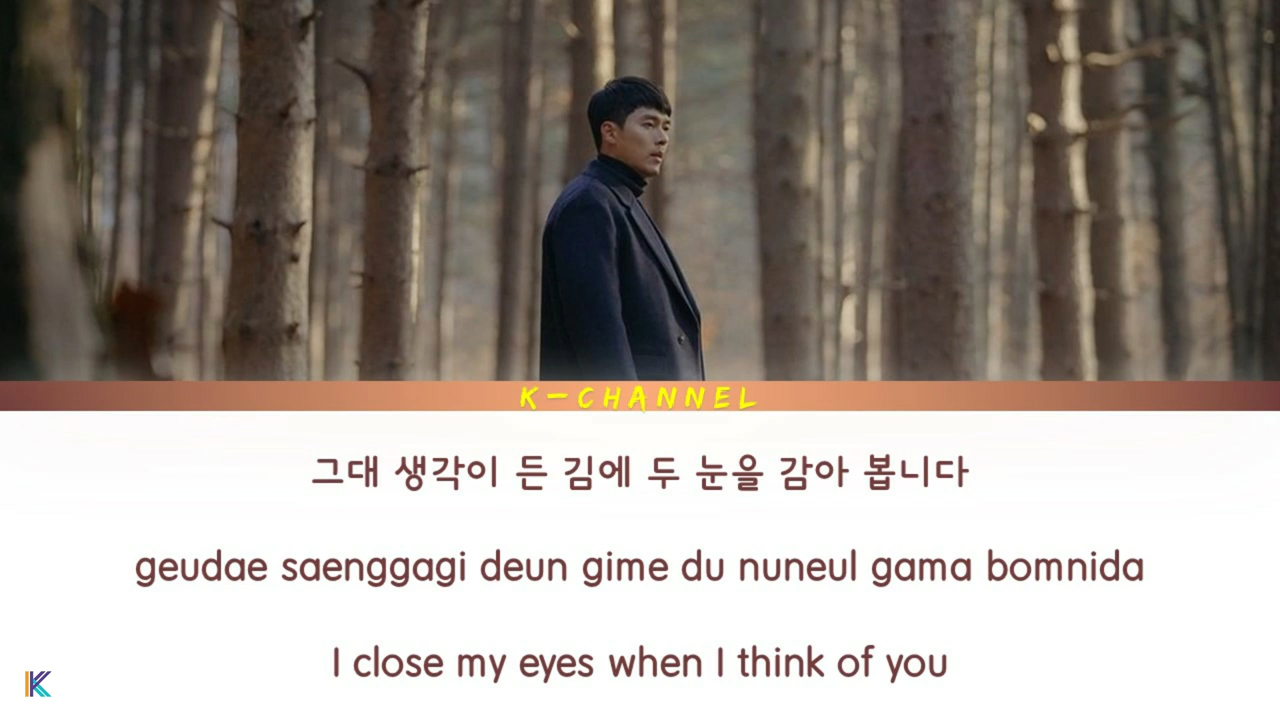 K-CHANNEL
그대 생각이 든 김에 두 눈을 감아 봅니다
geudae saenggagi deun gime du nuneul gama bomnida
I close my eyes when I think of you
K